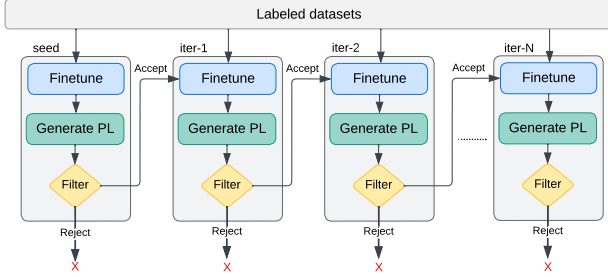 Labeled datasets
seed
iter-1
iter-2
iter-N
Accept
Accept
Accept
Finetune
Finetune
Finetune
Finetune
Generate PL
Generate PL
Generate PL
Generate PL
...........
Filter
Filter
Filter
Filter
Reject
Reject
Reject
Reject
X
X
X
X